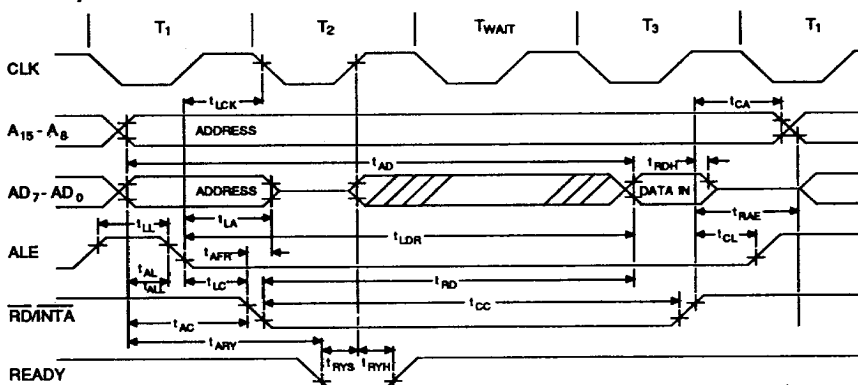 T1 T2 TWAIT T3 T1
CLK
tLCK tCA
A15 - A8 ADDRESS
tAD tRDH
AD7 - AD0 ADDRESS DATA IN
tLL tLA tRAE
ALE tAFR tLDR tCL
tAL
tALL tLC tRD
RD/INTA tCC
tAC
tARY
READY tRYS tRYH